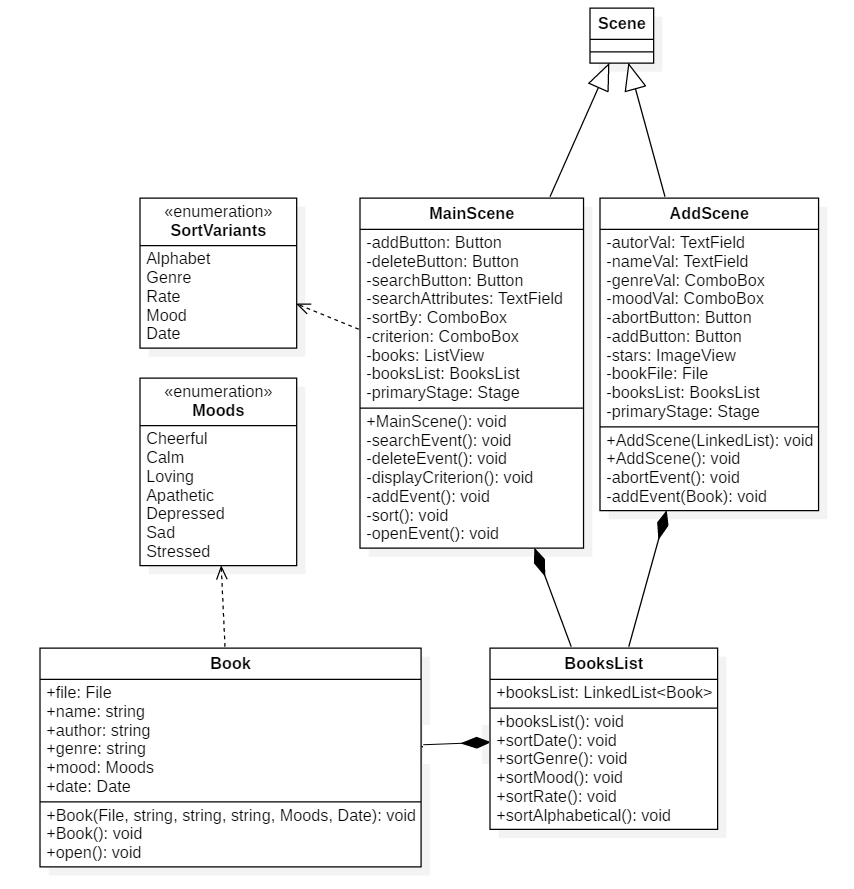 Scene
«enumeration»
SortVariants
Alphabet
Genre
Rate
Mood
Date
MainScene
-addButton: Button
-deleteButton: Button
-searchButton: Button
-searchAttributes: TextField
-sortBy: ComboBox
-criterion: ComboBox
-books: ListView
-booksList: BooksList
-primaryStage: Stage
+MainScene(): void
-searchEvent(): void
-deleteEvent(): void
-displayCriterion(): void
-addEvent(): void
-sort(): void
-openEvent(): void
AddScene
-autorVal: TextField
-nameVal: TextField
-genreVal: ComboBox
-moodVal: ComboBox
-abortButton: Button
-addButton: Button
-stars: ImageView
-bookFile: File
-booksList: BooksList
-primaryStage: Stage
+AddScene(LinkedList): void
+AddScene(): void
-abortEvent(): void
-addEvent(Book): void
«enumeration»
Moods
Cheerful
Calm
Loving
Apathetic
Depressed
Sad
Stressed
Book
+file: File
+name: string
+author: string
+genre: string
+mood: Moods
+date: Date
+Book(File, string, string, string, Moods, Date): void
+Book(): void
+open(): void
BooksList
+booksList: LinkedList<Book>
+booksList(): void
+sortDate(): void
+sortGenre(): void
+sortMood(): void
+sortRate(): void
+sortAlphabetical(): void